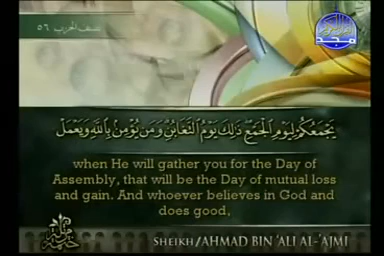 نصف الحزب ٥٦
يَجْمَعُكُمْ لِيَوْمِ الْجَمْعِ ذَٰلِكَ يَوْمُ التَّغَابُنِ وَمَن يُؤْمِنْ بِاللَّهِ وَيَعْمَلْ
when He will gather you for the Day of
Assembly, that will be the Day of mutual loss
and gain. And whoever believes in God and
does good,
SHEIKH/AHMAD BIN 'ALI AL-'AJMI